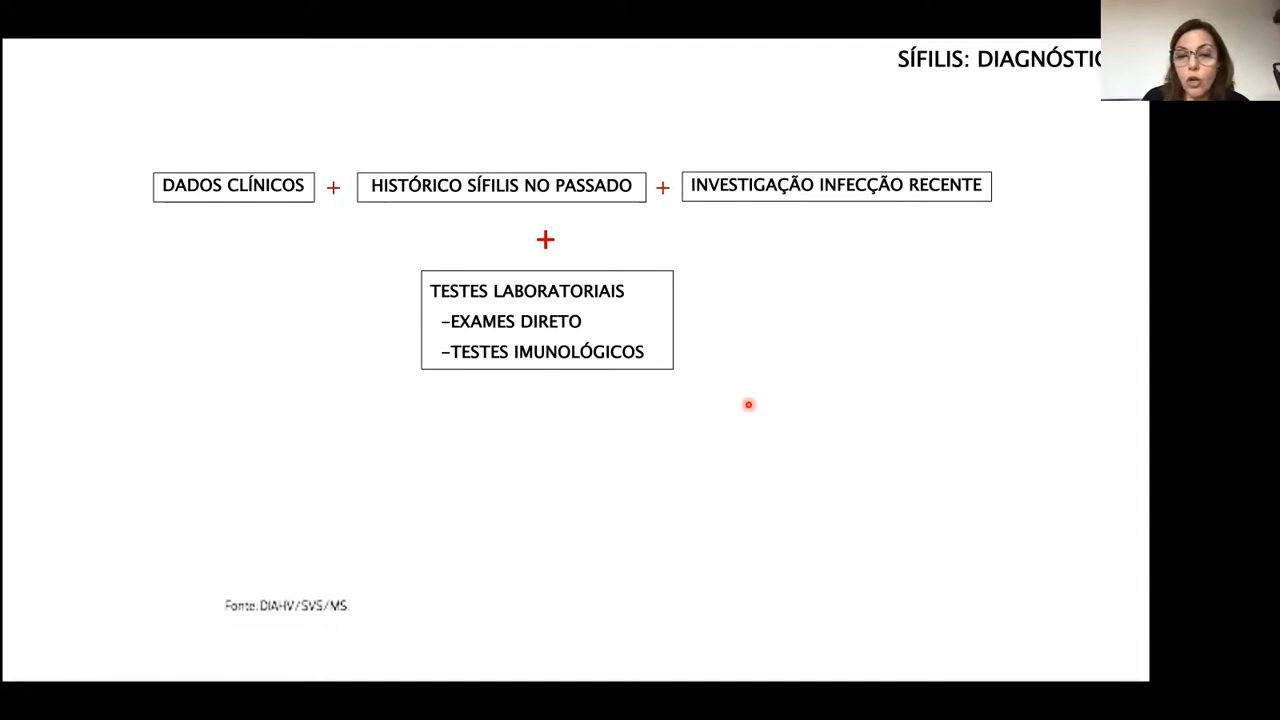 SÍFILIS: DIAGNÓSTIC
DADOS CLÍNICOS + HISTÓRICO SÍFILIS NO PASSADO + INVESTIGAÇÃO INFECÇÃO RECENTE
+
TESTES LABORATORIAIS
-EXAMES DIRETO
-TESTES IMUNOLÓGICOS
Fonte: DIAHV/SVS/MS.